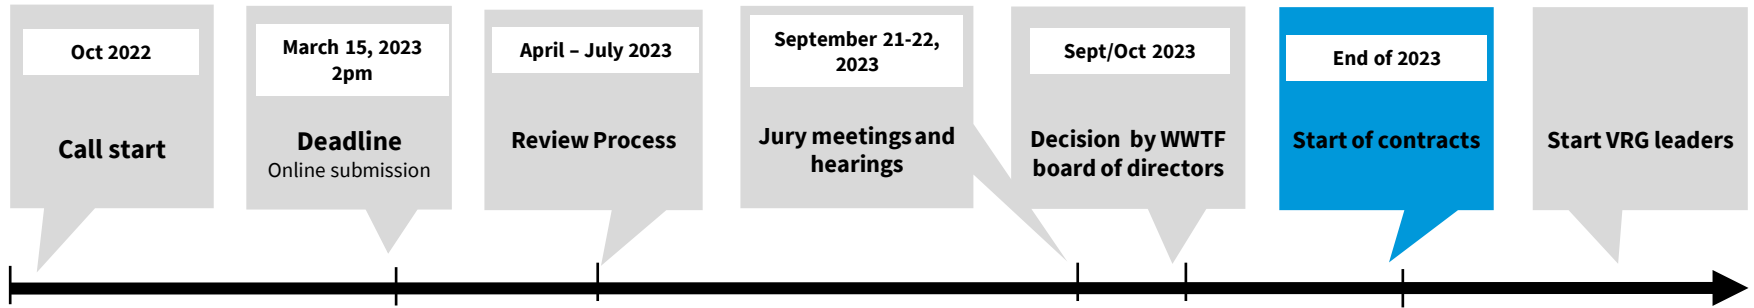 Oct 2022
Call start
March 15, 2023
2pm
Deadline
Online submission
April – July 2023
Review Process
September 21-22,
2023
Jury meetings and
hearings
Sept/Oct 2023
Decision by WWTF
board of directors
End of 2023
Start of contracts
Start VRG leaders